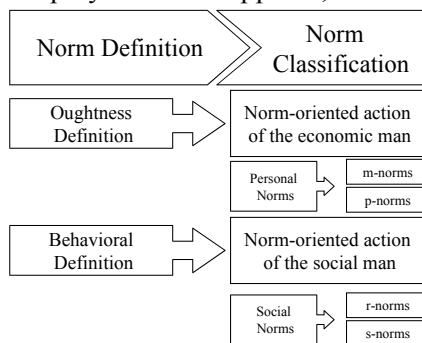 Norm Definition
Norm
Classification
Oughtness
Definition
Norm-oriented action
of the economic man
Personal
Norms
m-norms
p-norms
Behavioral
Definition
Norm-oriented action
of the social man
Social
Norms
r-norms
s-norms